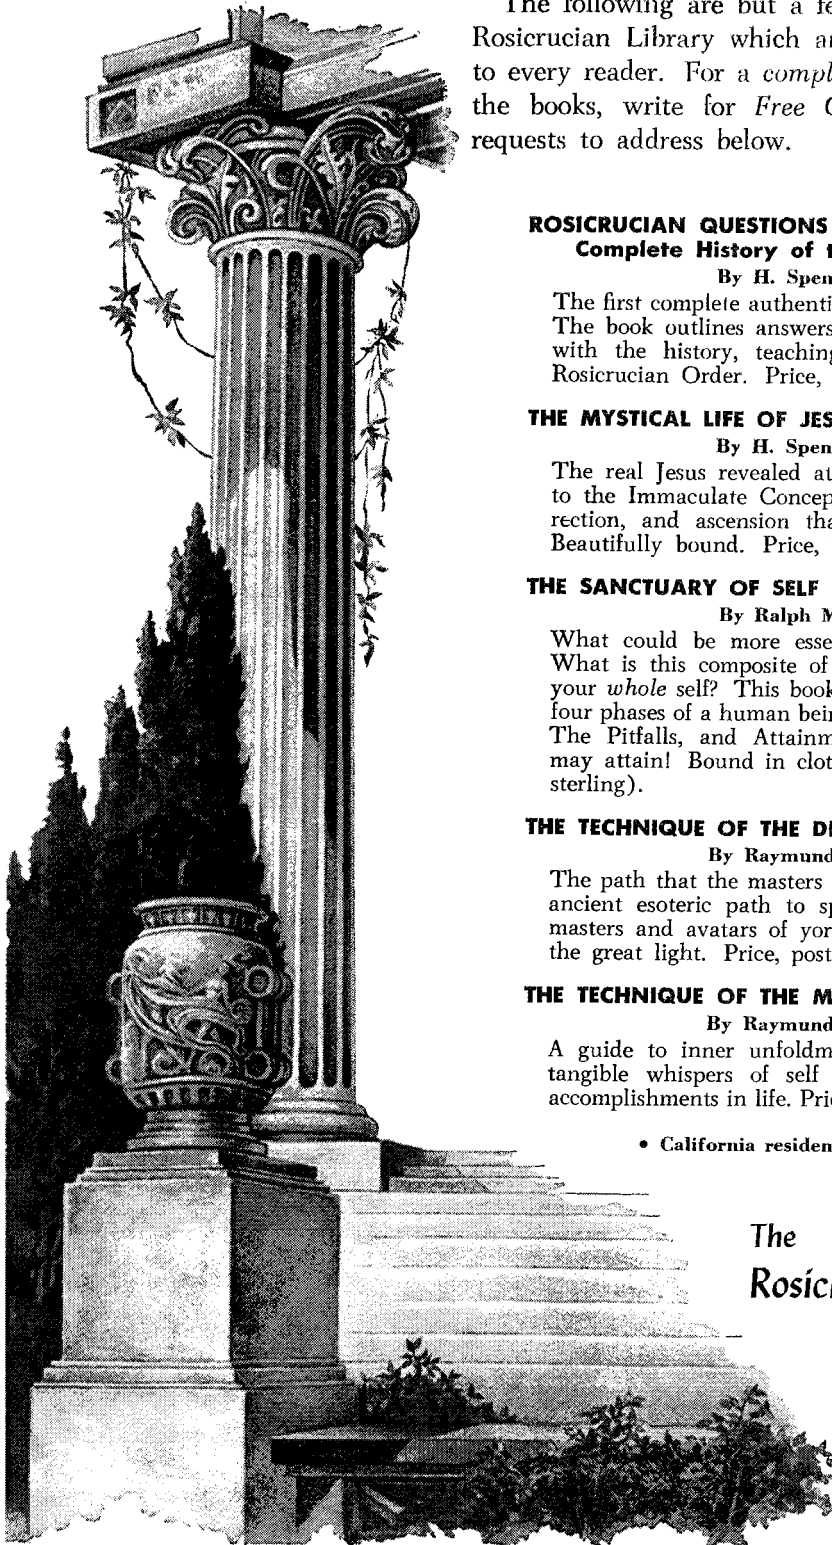 The following are but a fe
Rosicrucian Library which ar
to every reader. For a compl
the books, write for Free
requests to address below.
ROSICRUCIAN QUESTIONS
Complete History of t
By H. Spen
The first complete authenti
The book outlines answers
with the history, teaching
Rosicrucian Order. Price,
THE MYSTICAL LIFE OF JES
By H. Spen
The real Jesus revealed at
to the Immaculate Concep
rection, and ascension tha
Beautifully bound. Price,
THE SANCTUARY OF SELF
By Ralph M
What could be more esse
What is this composite of
your whole self? This book
four phases of a human bein
The Pitfalls, and Attainm
may attain! Bound in clot
sterling).
THE TECHNIQUE OF THE DI
By Raymund
The path that the masters
ancient esoteric path to sp
masters and avatars of yor
the great light. Price, post
THE TECHNIQUE OF THE M
By Raymund
A guide to inner unfoldm
tangible whispers of self
accomplishments in life. Pric
• California residen
The
Rosicr